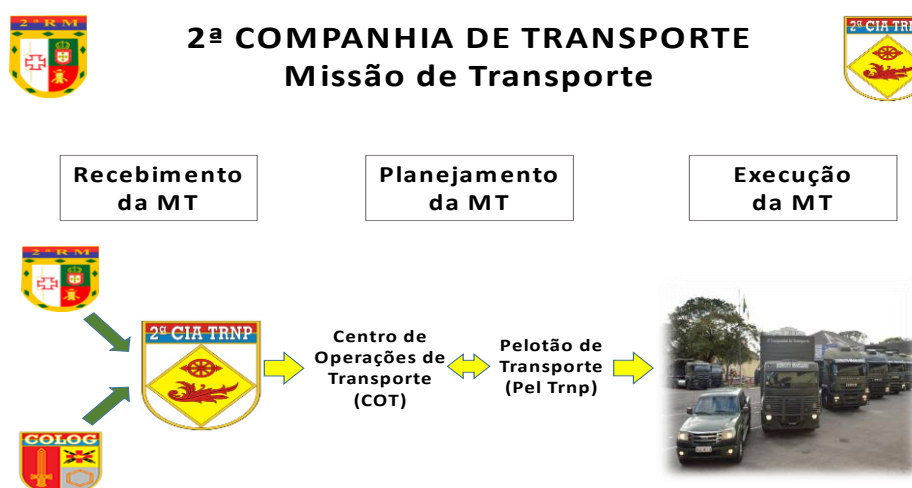 2ª RM
2ª COMPANHIA DE TRANSPORTE
Missão de Transporte
2ª CIA TRNP
Recebimento
da MT
Planejamento
da MT
Execução
da MT
2ª RM
2ª CIA TRNP
COLOG
Centro de
Operações de
Transporte
(COT)
Pelotão de
Transporte
(Pel Trnp)